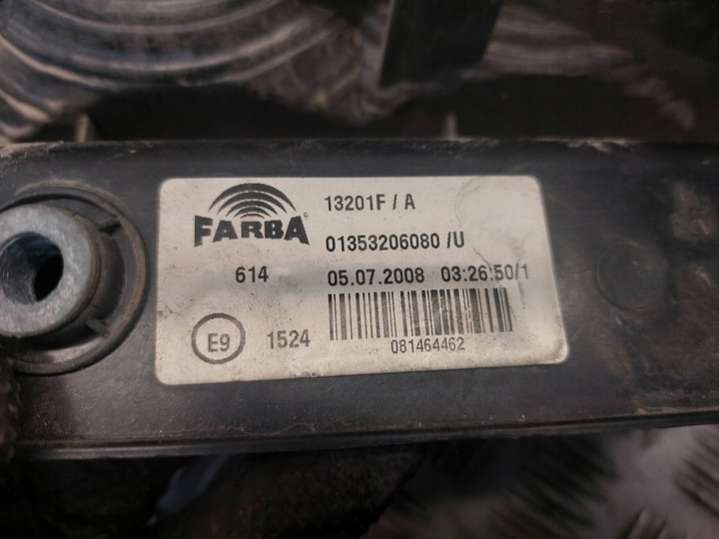 FARBA®
13201F / A
01353206080 /U
614 05.07.2008 03:26:50/1
E9 1524
081464462